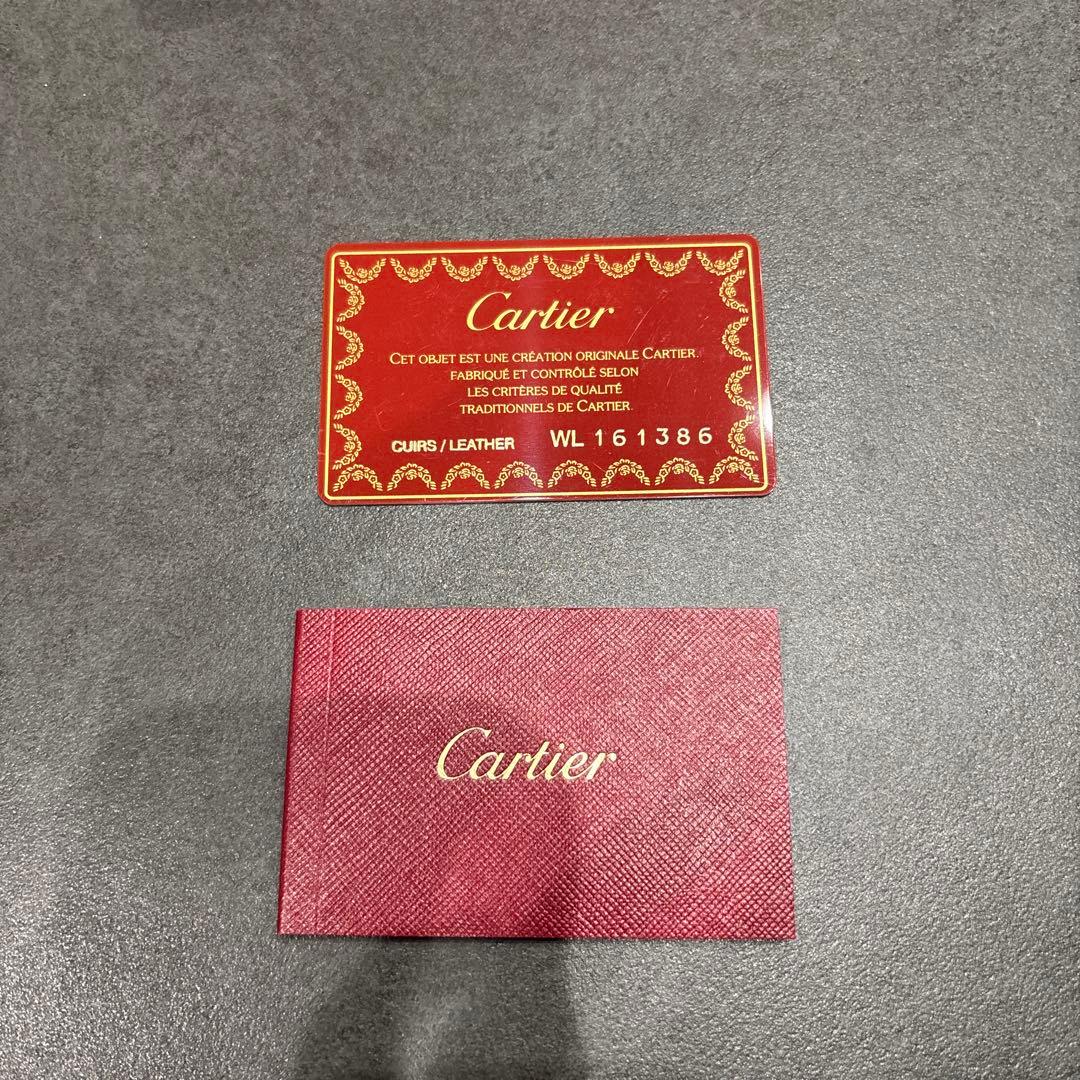 Cartier
CET OBJET EST UNE CRÉATION ORIGINALE CARTIER.
FABRIQUÉ ET CONTRÔLÉ SELON
LES CRITÈRES DE QUALITÉ
TRADITIONNELS DE CARTIER.
CUIRS / LEATHER WL 161386
Cartier